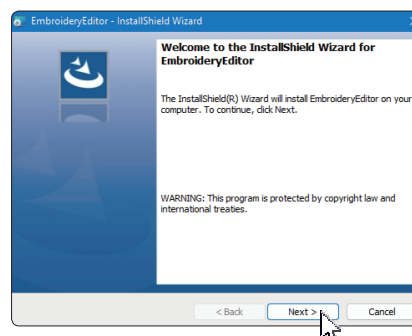 EmbroideryEditor - InstallShield Wizard
Welcome to the InstallShield Wizard for
EmbroideryEditor
The InstallShield(R) Wizard will install EmbroideryEditor on your
computer. To continue, click Next.
WARNING: This program is protected by copyright law and
international treaties.
< Back Next > Cancel